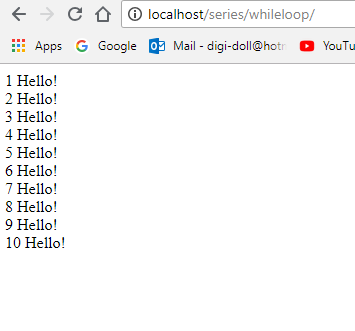 localhost/series/whileloop/
Apps Google Mail - digi-doll@hotm YouTu
1 Hello!
2 Hello!
3 Hello!
4 Hello!
5 Hello!
6 Hello!
7 Hello!
8 Hello!
9 Hello!
10 Hello!